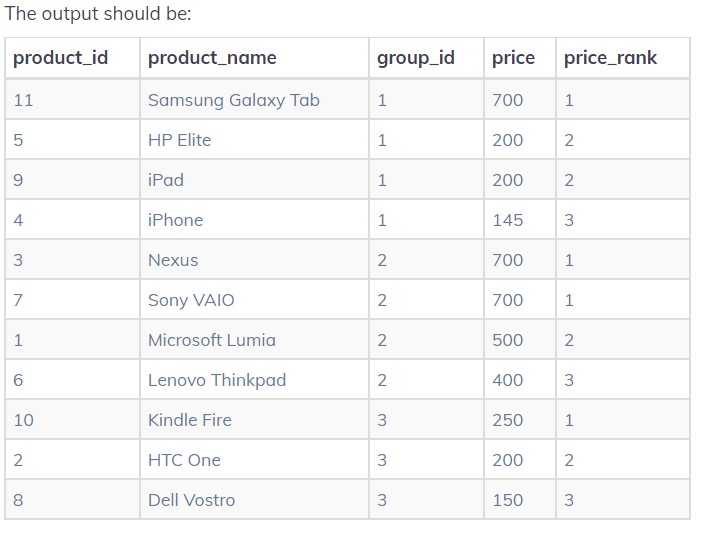 The output should be:
product_id product_name group_id price price_rank
11 Samsung Galaxy Tab 1 700 1
5 HP Elite 1 200 2
9 iPad 1 200 2
4 iPhone 1 145 3
3 Nexus 2 700 1
7 Sony VAIO 2 700 1
1 Microsoft Lumia 2 500 2
6 Lenovo Thinkpad 2 400 3
10 Kindle Fire 3 250 1
2 HTC One 3 200 2
8 Dell Vostro 3 150 3